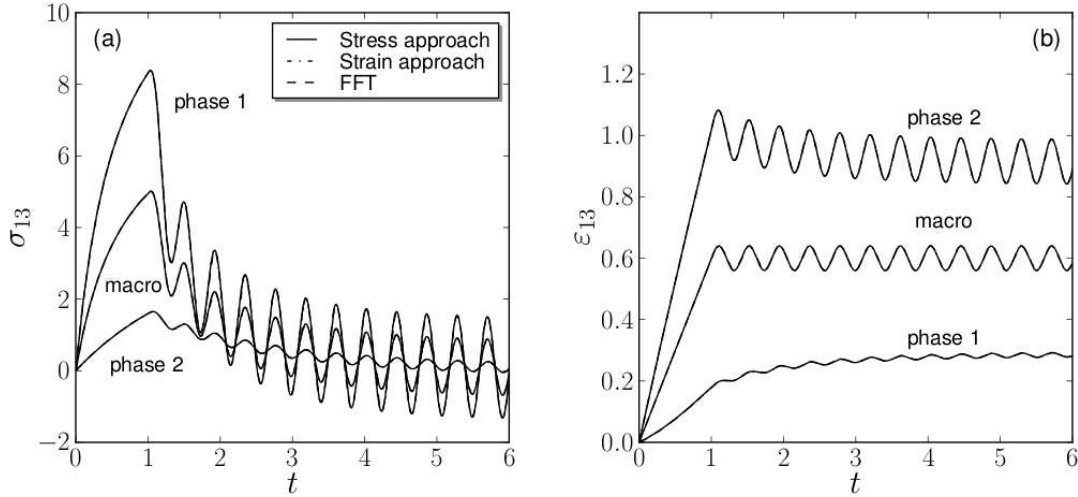 (a)
Stress approach
Strain approach
FFT
phase 1
macro
phase 2
σ13
10
8
6
4
2
0
−2
0 1 2 3 4 5 6
t
(b)
phase 2
macro
phase 1
ε13
1.2
1.0
0.8
0.6
0.4
0.2
0.0
0 1 2 3 4 5 6
t